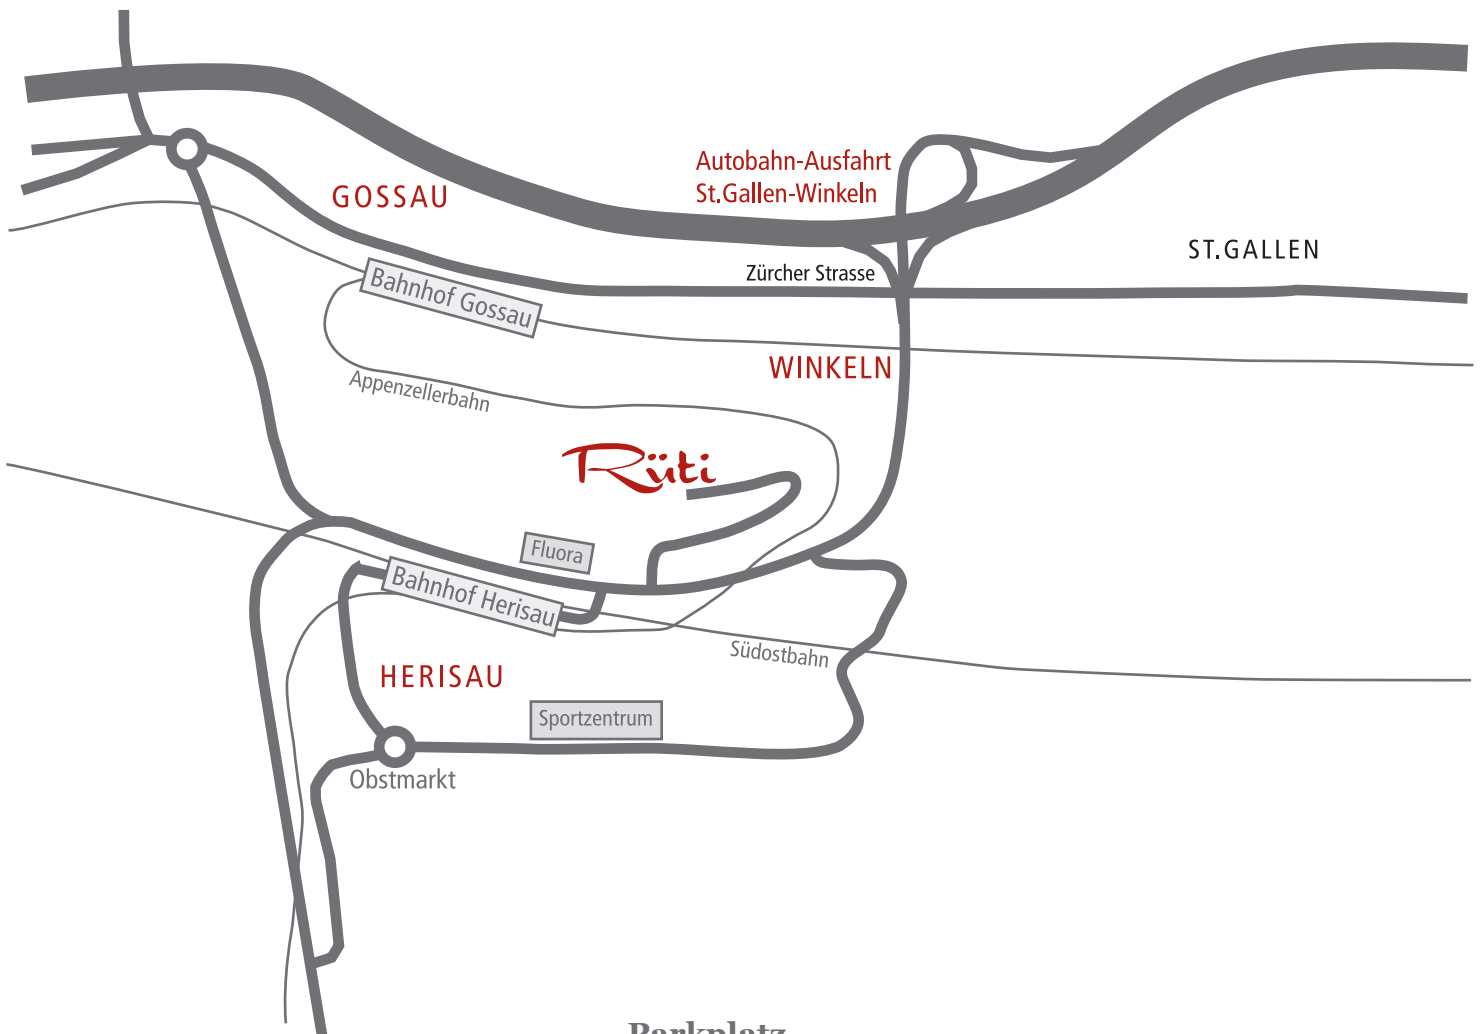 Autobahn-Ausfahrt
St.Gallen-Winkeln
GOSSAU
ST.GALLEN
Zürcher Strasse
Bahnhof Gossau
WINKELN
Appenzellerbahn
Rüti
Fluora
Bahnhof Herisau
Südostbahn
HERISAU
Sportzentrum
Obstmarkt
Parkplatz